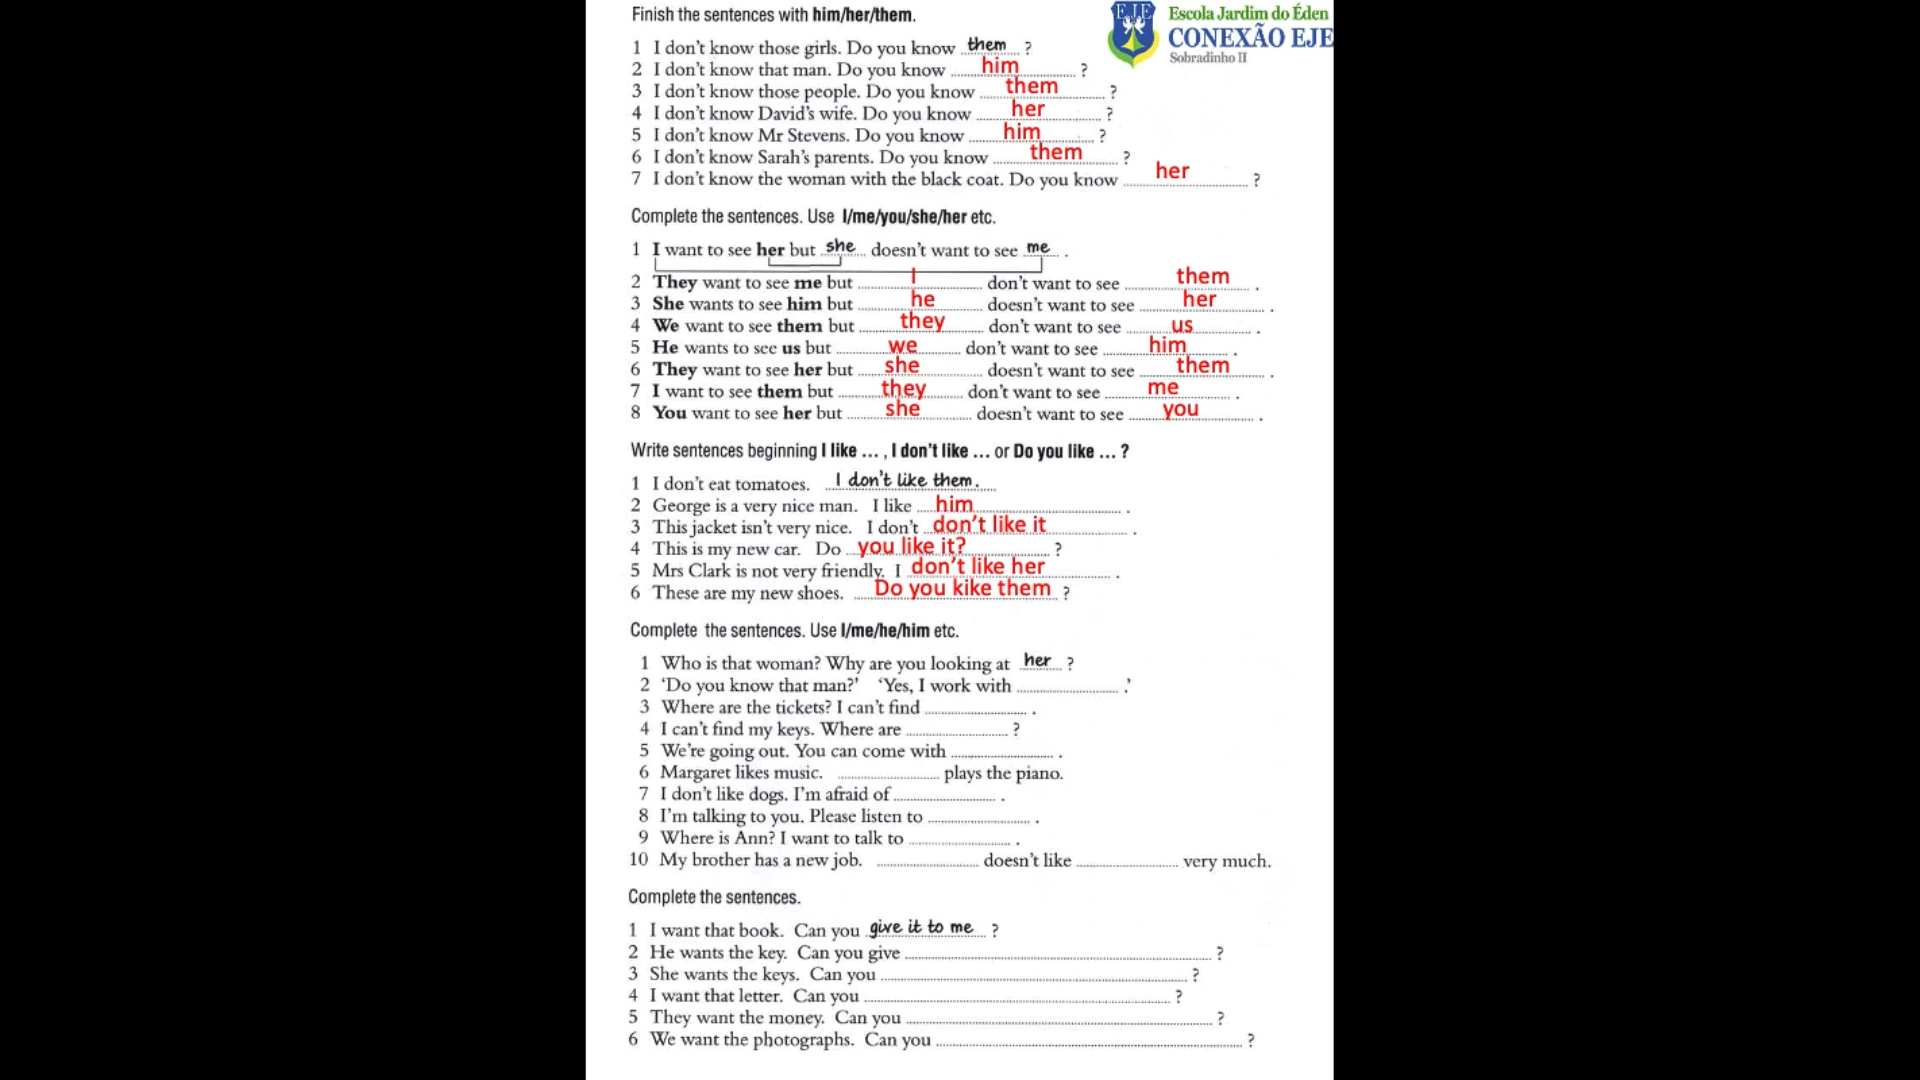 Finish the sentences with him/her/them.
EJE Escola Jardim do Éden
CONEXÃO EJE
Sobradinho II
1 I don't know those girls. Do you know them ?
2 I don't know that man. Do you know him ?
3 I don't know those people. Do you know them ?
4 I don't know David's wife. Do you know her ?
5 I don't know Mr Stevens. Do you know him ?
6 I don't know Sarah's parents. Do you know them ?
7 I don't know the woman with the black coat. Do you know her ?
Complete the sentences. Use I/me/you/she/her etc.
1 I want to see her but she doesn't want to see me .
2 They want to see me but I don't want to see them .
3 She wants to see him but he doesn't want to see her .
4 We want to see them but they don't want to see us .
5 He wants to see us but we don't want to see him .
6 They want to see her but she doesn't want to see them .
7 I want to see them but they don't want to see me .
8 You want to see her but she doesn't want to see you .
Write sentences beginning I like ... , I don't like ... or Do you like ... ?
1 I don't eat tomatoes. I don't like them.
2 George is a very nice man. I like him .
3 This jacket isn't very nice. I don't don't like it .
4 This is my new car. Do you like it? ?
5 Mrs Clark is not very friendly. I don't like her .
6 These are my new shoes. Do you kike them ?
Complete the sentences. Use I/me/he/him etc.
1 Who is that woman? Why are you looking at her ?
2 'Do you know that man?' 'Yes, I work with .'
3 Where are the tickets? I can't find .
4 I can't find my keys. Where are ?
5 We're going out. You can come with .
6 Margaret likes music. plays the piano.
7 I don't like dogs. I'm afraid of .
8 I'm talking to you. Please listen to .
9 Where is Ann? I want to talk to .
10 My brother has a new job. doesn't like very much.
Complete the sentences.
1 I want that book. Can you give it to me ?
2 He wants the key. Can you give ?
3 She wants the keys. Can you ?
4 I want that letter. Can you ?
5 They want the money. Can you ?
6 We want the photographs. Can you ?